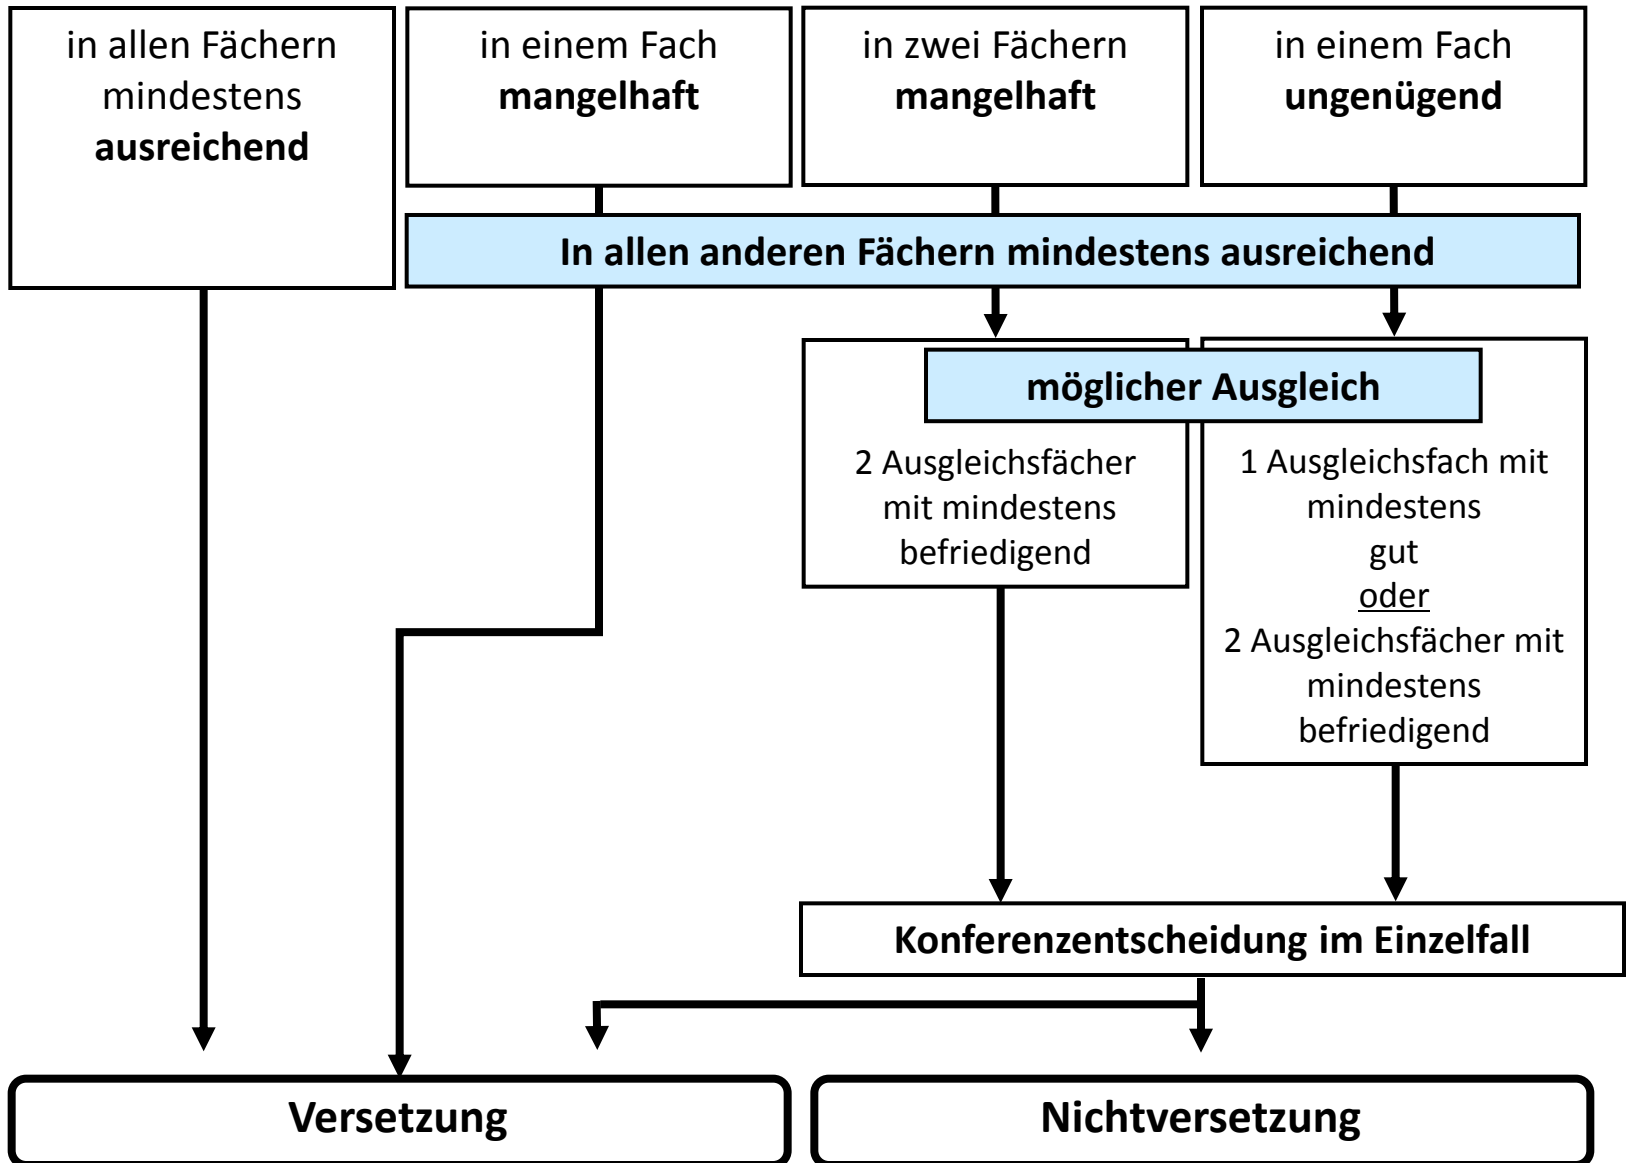 in allen Fächern
mindestens
ausreichend
in einem Fach
mangelhaft
in zwei Fächern
mangelhaft
in einem Fach
ungenügend
In allen anderen Fächern mindestens ausreichend
möglicher Ausgleich
2 Ausgleichsfächer
mit mindestens
befriedigend
1 Ausgleichsfach mit
mindestens
gut
oder
2 Ausgleichsfächer mit
mindestens
befriedigend
Konferenzentscheidung im Einzelfall
Versetzung
Nichtversetzung